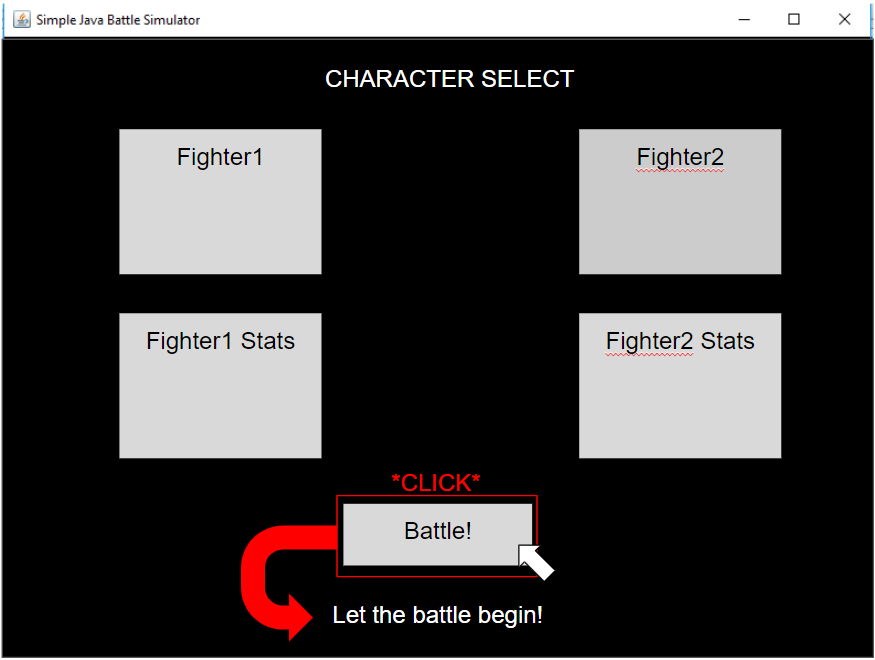 Simple Java Battle Simulator
CHARACTER SELECT
Fighter1
Fighter2
Fighter1 Stats
Fighter2 Stats
*CLICK*
Battle!
Let the battle begin!